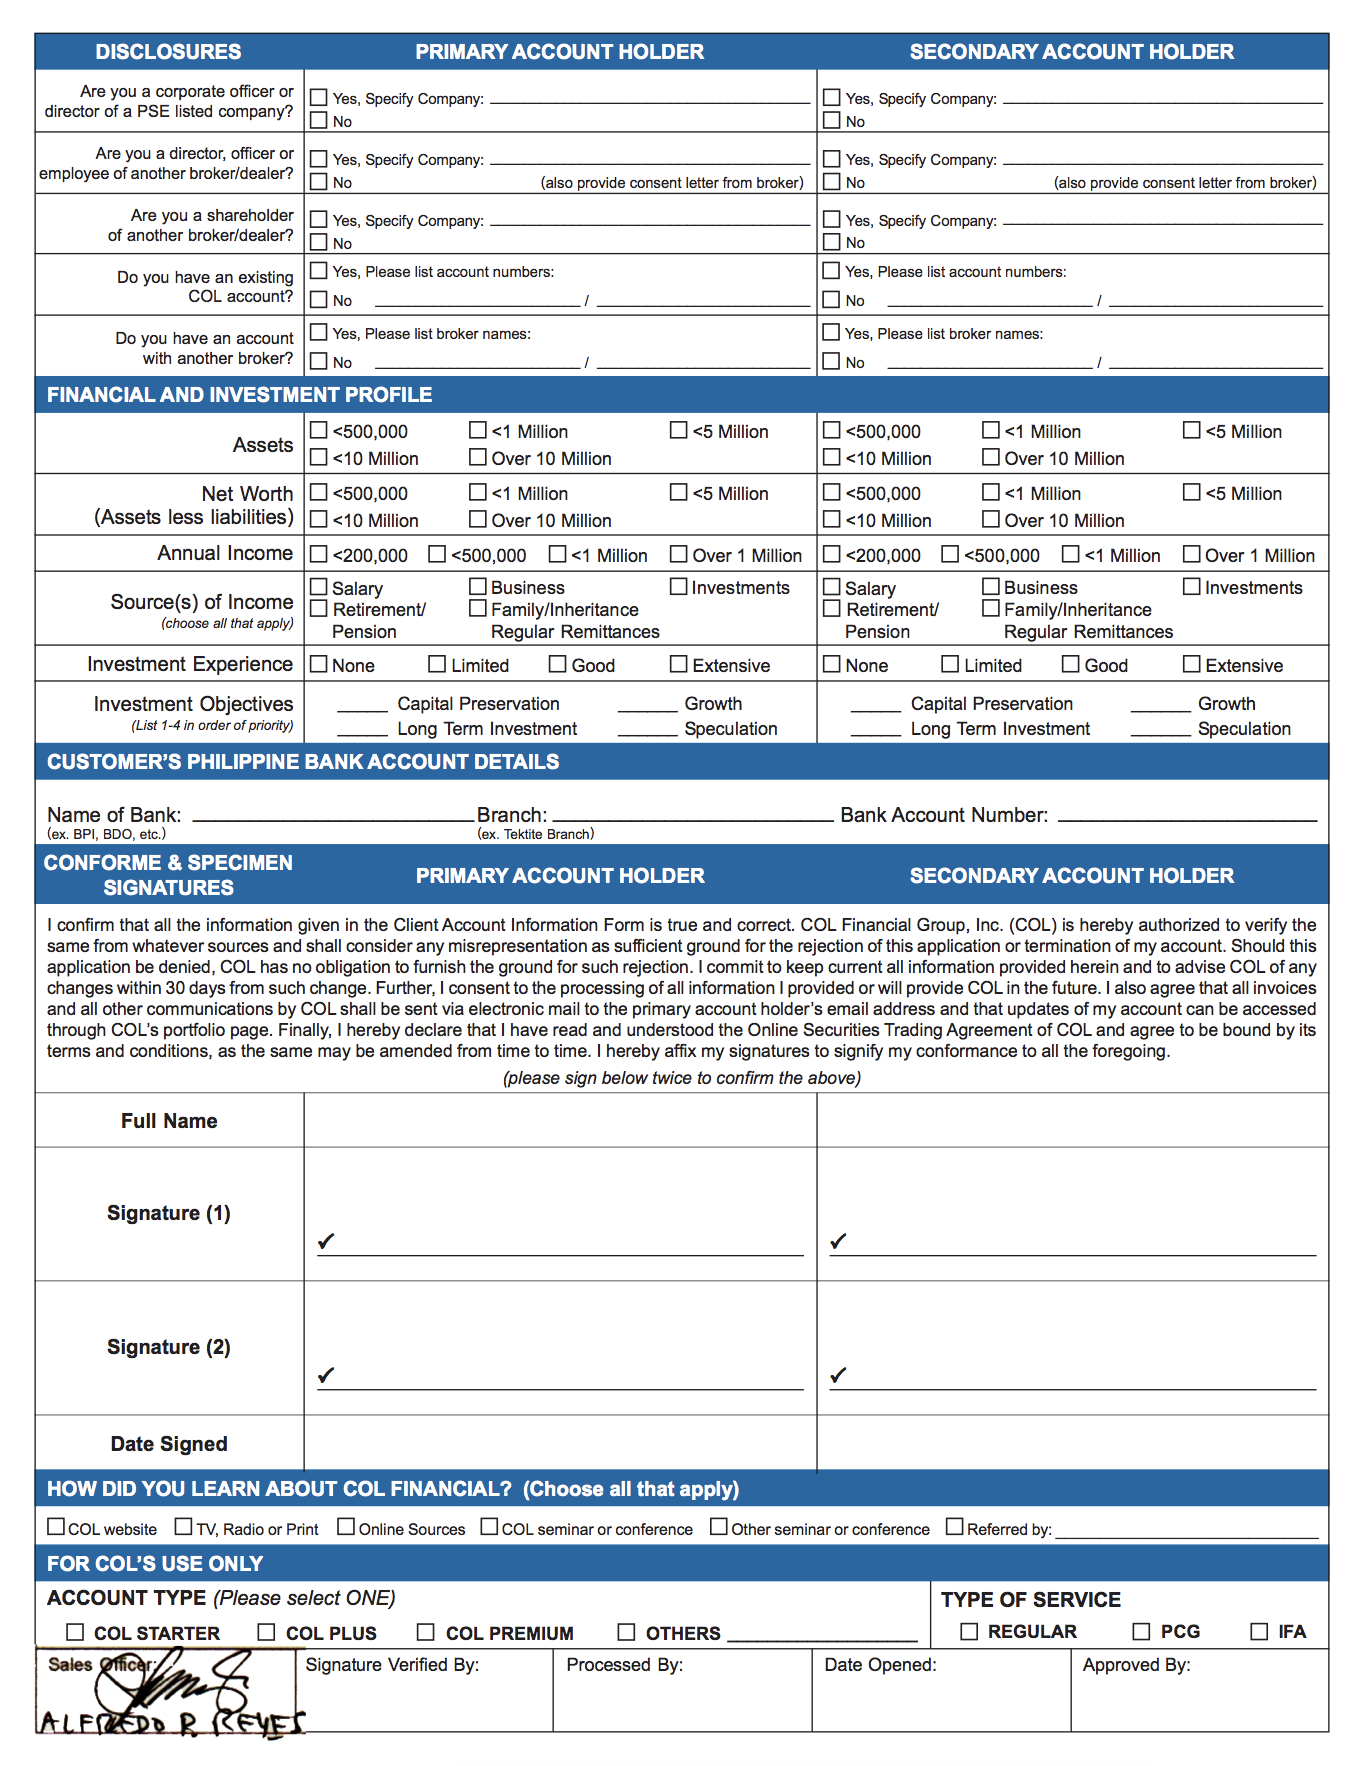 DISCLOSURES PRIMARY ACCOUNT HOLDER SECONDARY ACCOUNT HOLDER
Are you a corporate officer or
director of a PSE listed company?
Yes, Specify Company:
No
Yes, Specify Company:
No
Are you a director, officer or
employee of another broker/dealer?
Yes, Specify Company:
No (also provide consent letter from broker)
Yes, Specify Company:
No (also provide consent letter from broker)
Are you a shareholder
of another broker/dealer?
Yes, Specify Company:
No
Yes, Specify Company:
No
Do you have an existing
COL account?
Yes, Please list account numbers:
No /
Yes, Please list account numbers:
No /
Do you have an account
with another broker?
Yes, Please list broker names:
No /
Yes, Please list broker names:
No /
FINANCIAL AND INVESTMENT PROFILE
Assets
<500,000 <1 Million <5 Million
<10 Million Over 10 Million
<500,000 <1 Million <5 Million
<10 Million Over 10 Million
Net Worth
(Assets less liabilities)
<500,000 <1 Million <5 Million
<10 Million Over 10 Million
<500,000 <1 Million <5 Million
<10 Million Over 10 Million
Annual Income
<200,000 <500,000 <1 Million Over 1 Million
<200,000 <500,000 <1 Million Over 1 Million
Source(s) of Income
(choose all that apply)
Salary Business Investments
Retirement/ Family/Inheritance
Pension Regular Remittances
Salary Business Investments
Retirement/ Family/Inheritance
Pension Regular Remittances
Investment Experience
None Limited Good Extensive
None Limited Good Extensive
Investment Objectives
(List 1-4 in order of priority)
Capital Preservation Growth
Long Term Investment Speculation
Capital Preservation Growth
Long Term Investment Speculation
CUSTOMER'S PHILIPPINE BANK ACCOUNT DETAILS
Name of Bank: Branch: Bank Account Number:
(ex. BPI, BDO, etc.) (ex. Tektite Branch)
CONFORME & SPECIMEN
SIGNATURES
PRIMARY ACCOUNT HOLDER SECONDARY ACCOUNT HOLDER
I confirm that all the information given in the Client Account Information Form is true and correct. COL Financial Group, Inc. (COL) is hereby authorized to verify the
same from whatever sources and shall consider any misrepresentation as sufficient ground for the rejection of this application or termination of my account. Should this
application be denied, COL has no obligation to furnish the ground for such rejection. I commit to keep current all information provided herein and to advise COL of any
changes within 30 days from such change. Further, I consent to the processing of all information I provided or will provide COL in the future. I also agree that all invoices
and all other communications by COL shall be sent via electronic mail to the primary account holder's email address and that updates of my account can be accessed
through COL's portfolio page. Finally, I hereby declare that I have read and understood the Online Securities Trading Agreement of COL and agree to be bound by its
terms and conditions, as the same may be amended from time to time. I hereby affix my signatures to signify my conformance to all the foregoing.
(please sign below twice to confirm the above)
Full Name
Signature (1)
✓ ✓
Signature (2)
✓ ✓
Date Signed
HOW DID YOU LEARN ABOUT COL FINANCIAL? (Choose all that apply)
COL website TV, Radio or Print Online Sources COL seminar or conference Other seminar or conference Referred by:
FOR COL'S USE ONLY
ACCOUNT TYPE (Please select ONE)
COL STARTER COL PLUS COL PREMIUM OTHERS
TYPE OF SERVICE
REGULAR PCG IFA
Sales Officer: Signature Verified By: Processed By: Date Opened: Approved By:
ALFREDO R. REYES